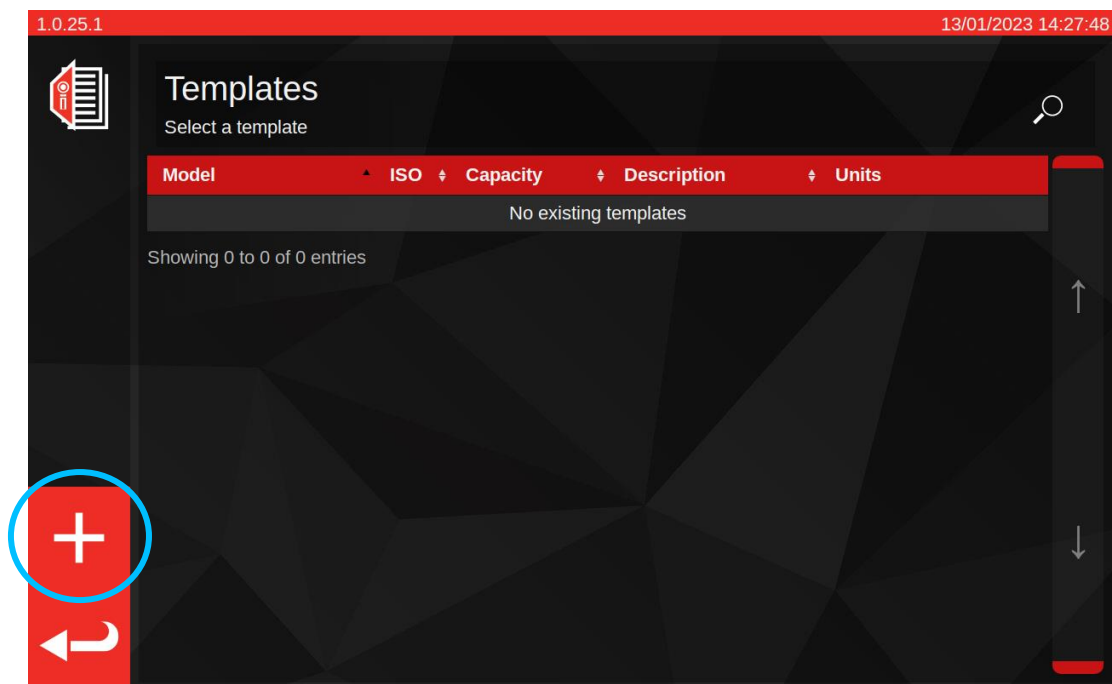 1.0.25.1 13/01/2023 14:27:48
Templates
Select a template
Model ISO Capacity Description Units
No existing templates
Showing 0 to 0 of 0 entries